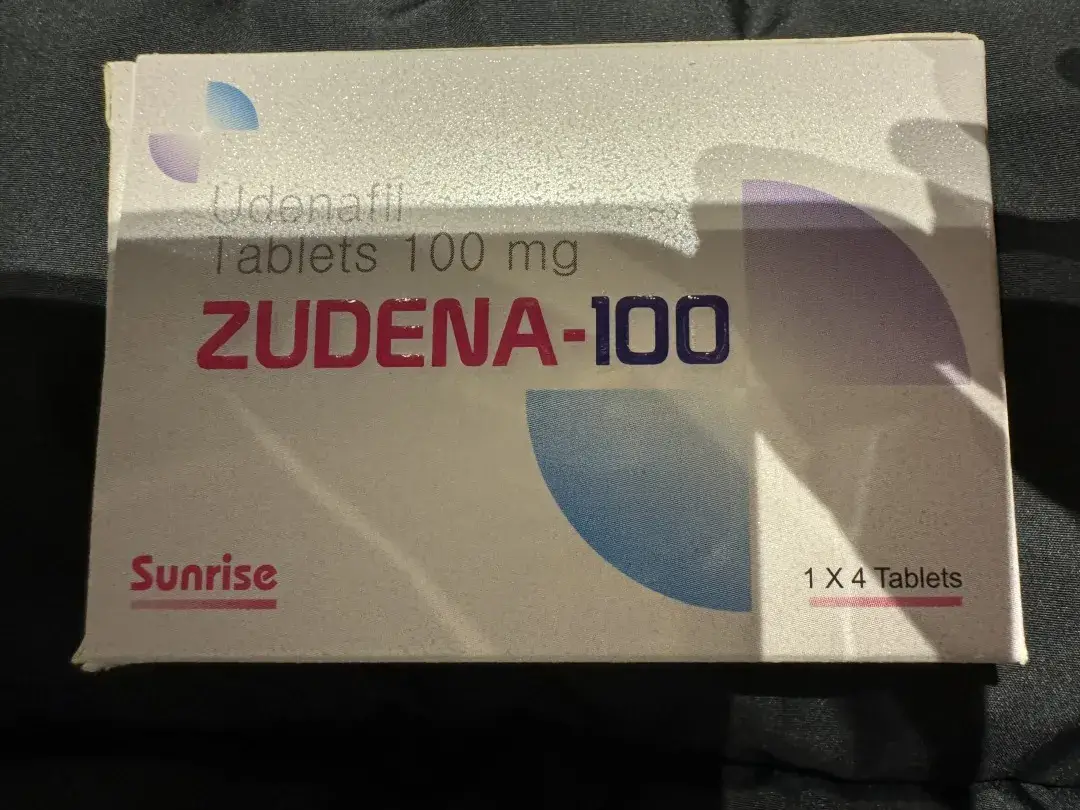 Udenafil
Tablets 100 mg
ZUDENA-100
Sunrise
1 X 4 Tablets